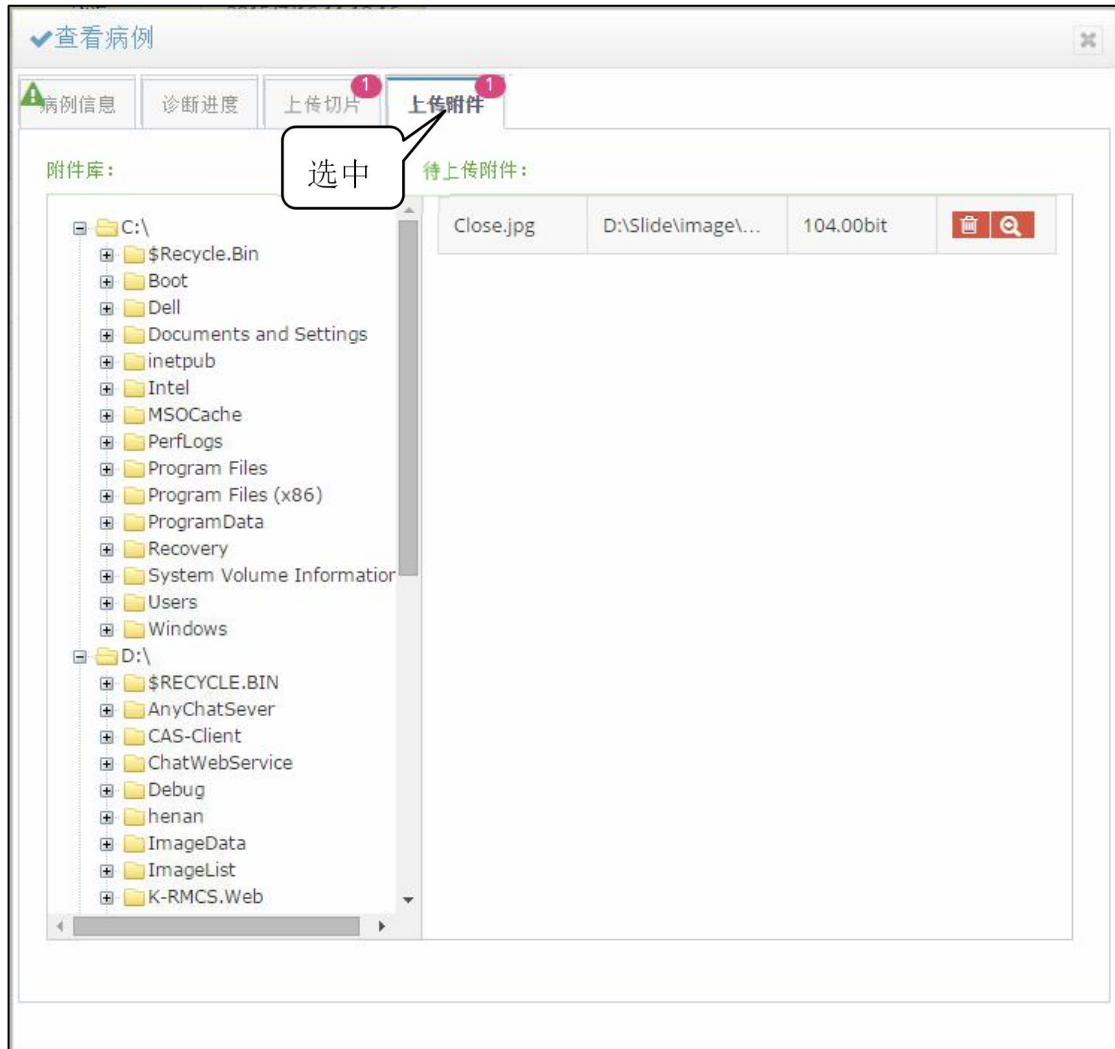 查看病例
病例信息 诊断进度 上传切片 1 上传附件 1
选中
附件库： 待上传附件：
C:\
$Recycle.Bin
Boot
Dell
Documents and Settings
inetpub
Intel
MSOCache
PerfLogs
Program Files
Program Files (x86)
ProgramData
Recovery
System Volume Information
Users
Windows
D:\
$RECYCLE.BIN
AnyChatSever
CAS-Client
ChatWebService
Debug
henan
ImageData
ImageList
K-RMCS.Web
Close.jpg D:\Slide\image\... 104.00bit